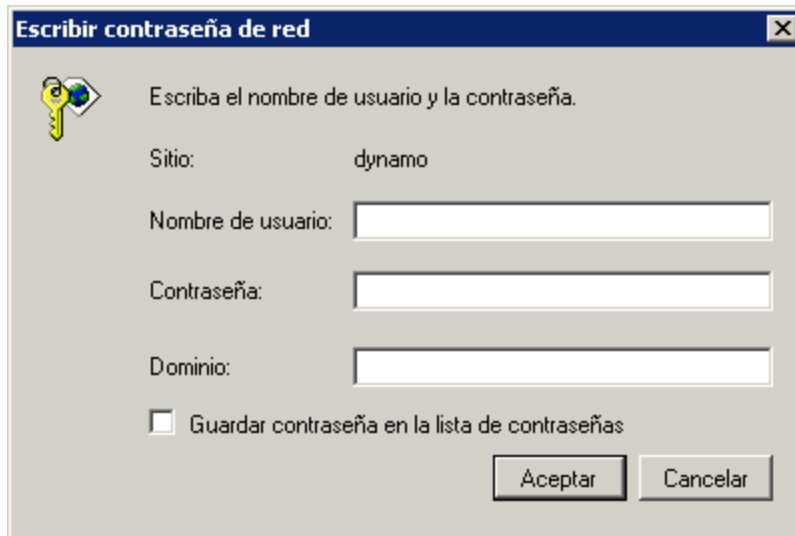 Escribir contraseña de red
Escriba el nombre de usuario y la contraseña.
Sitio: dynamo
Nombre de usuario:
Contraseña:
Dominio:
Guardar contraseña en la lista de contraseñas
Aceptar Cancelar